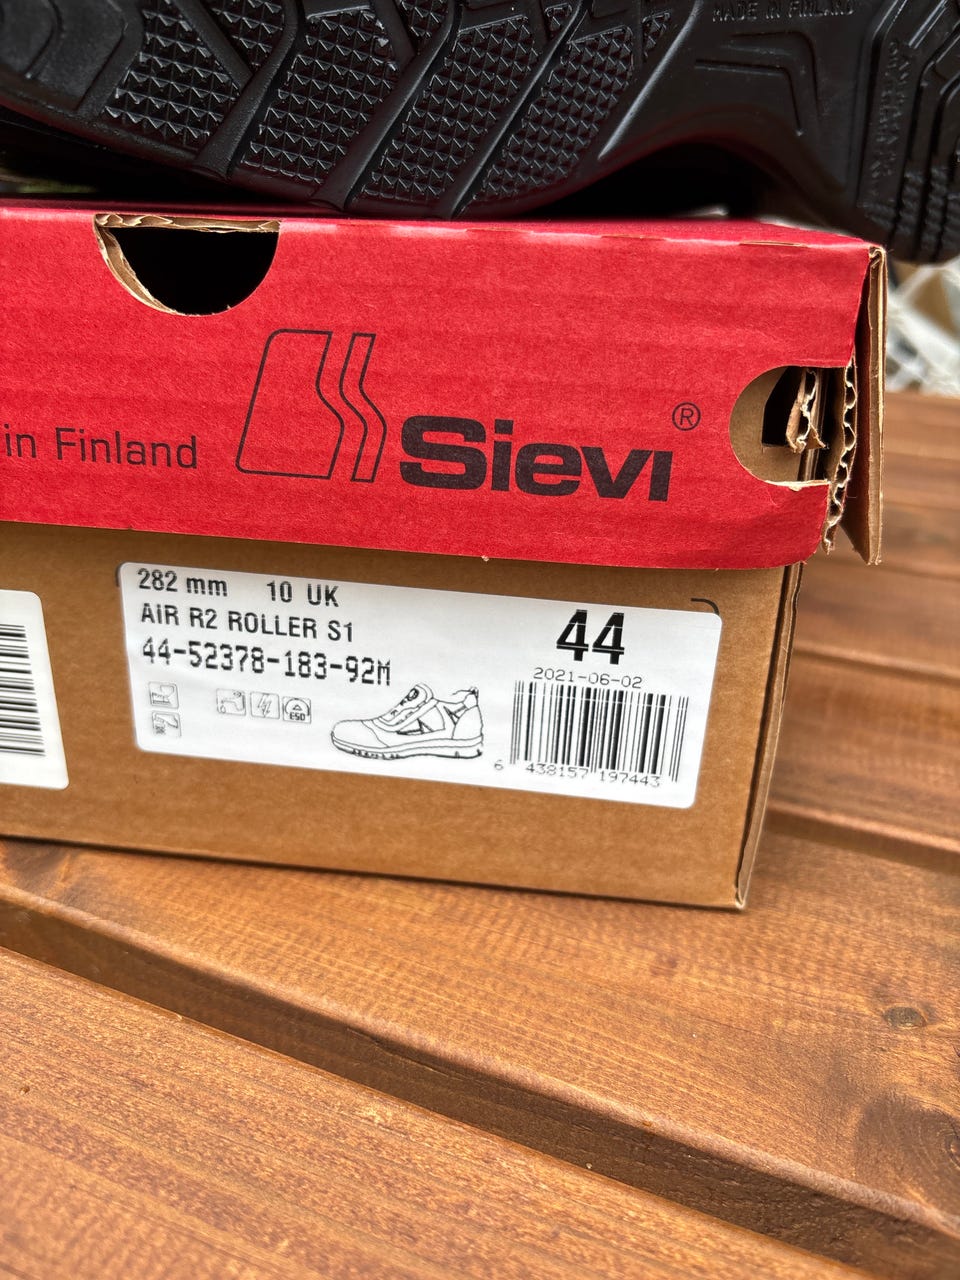 MADE IN FINLAND
in Finland
Sievi ®
282 mm 10 UK
AIR R2 ROLLER S1
44-52378-183-92M
44
2021-06-02
ESD
6 438157 197443